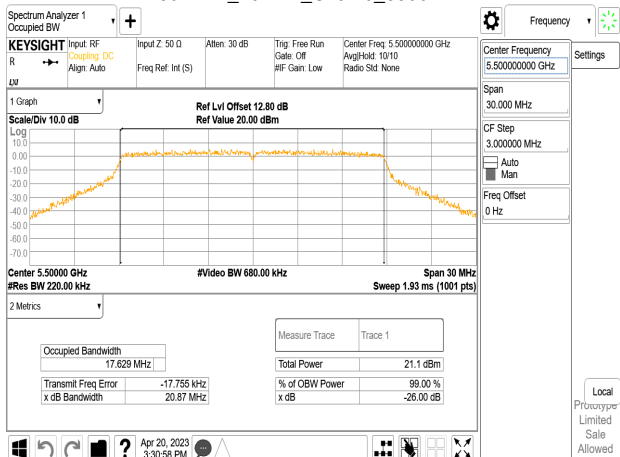 Spectrum Analyzer 1
Occupied BW
Frequency
KEYSIGHT
R
LXI
Input: RF
Coupling: DC
Align: Auto
Input Z: 50 Ω
Freq Ref: Int (S)
Atten: 30 dB
Trig: Free Run
Gate: Off
#IF Gain: Low
Center Freq: 5.500000000 GHz
Avg|Hold: 10/10
Radio Std: None
Center Frequency
5.500000000 GHz
Settings
Span
30.000 MHz
CF Step
3.000000 MHz
Auto
Man
Freq Offset
0 Hz
1 Graph
Scale/Div 10.0 dB
Ref Lvl Offset 12.80 dB
Ref Value 20.00 dBm
Log
10.0
0.00
-10.0
-20.0
-30.0
-40.0
-50.0
-60.0
-70.0
Center 5.50000 GHz
#Res BW 220.00 kHz
#Video BW 680.00 kHz
Span 30 MHz
Sweep 1.93 ms (1001 pts)
2 Metrics
Measure Trace Trace 1
Occupied Bandwidth
17.629 MHz
Total Power 21.1 dBm
Transmit Freq Error -17.755 kHz
% of OBW Power 99.00 %
x dB Bandwidth 20.87 MHz
x dB -26.00 dB
Local
Prototype
Limited
Sale
Allowed
?
Apr 20, 2023
3:30:58 PM